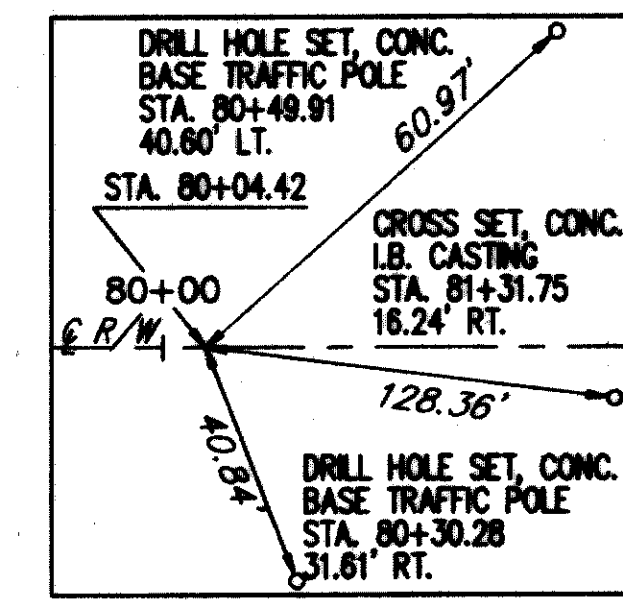 DRILL HOLE SET, CONC.
BASE TRAFFIC POLE
STA. 80+49.91
40.60' LT.
60.97'
STA. 80+04.42
CROSS SET, CONC.
I.B. CASTING
STA. 81+31.75
16.24' RT.
80+00
℄ R/W
128.36'
40.84'
DRILL HOLE SET, CONC.
BASE TRAFFIC POLE
STA. 80+30.28
31.61' RT.